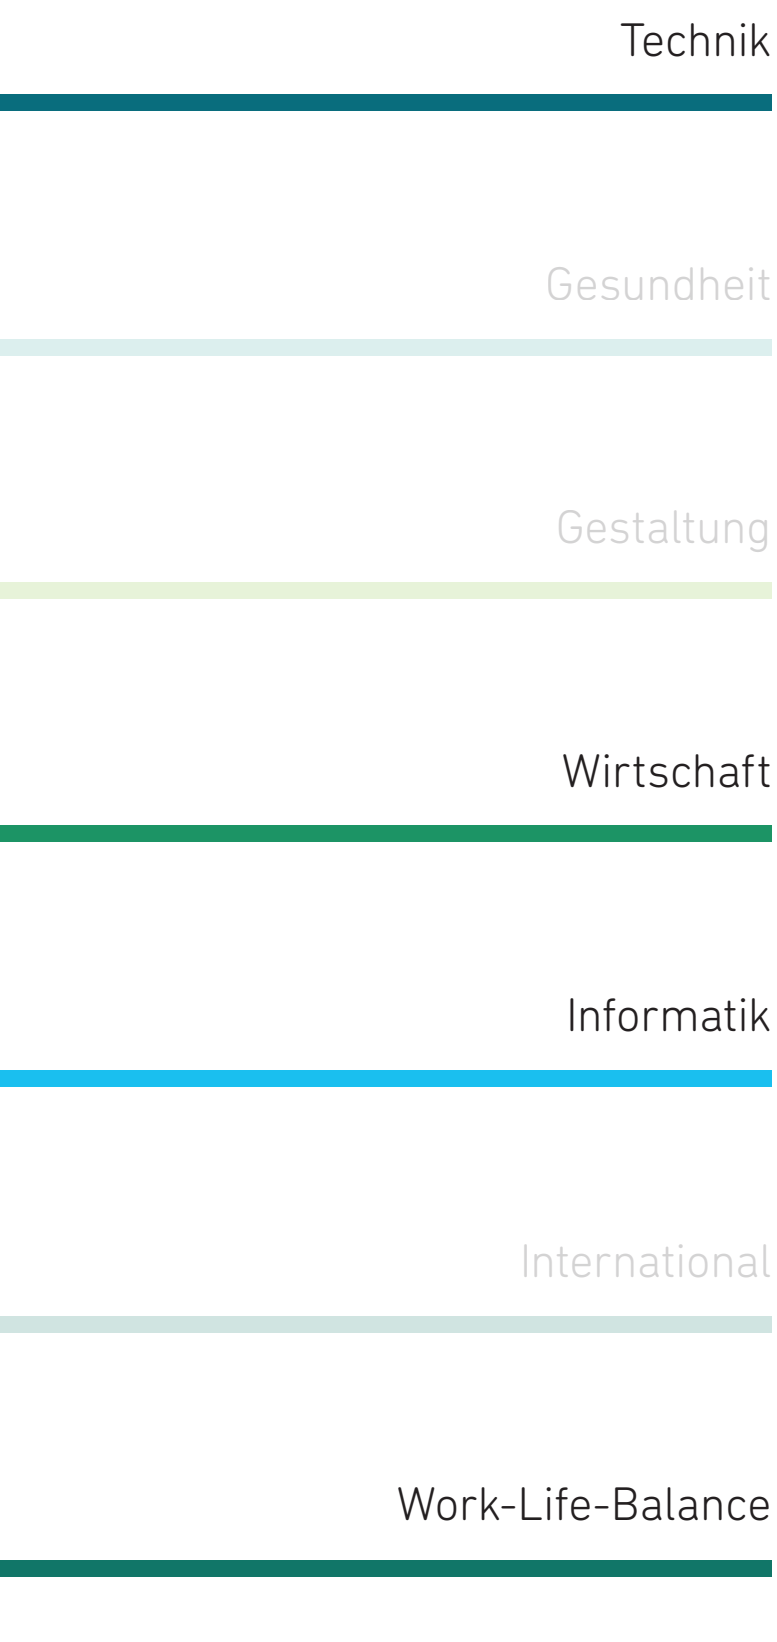 Technik
Gesundheit
Gestaltung
Wirtschaft
Informatik
International
Work-Life-Balance